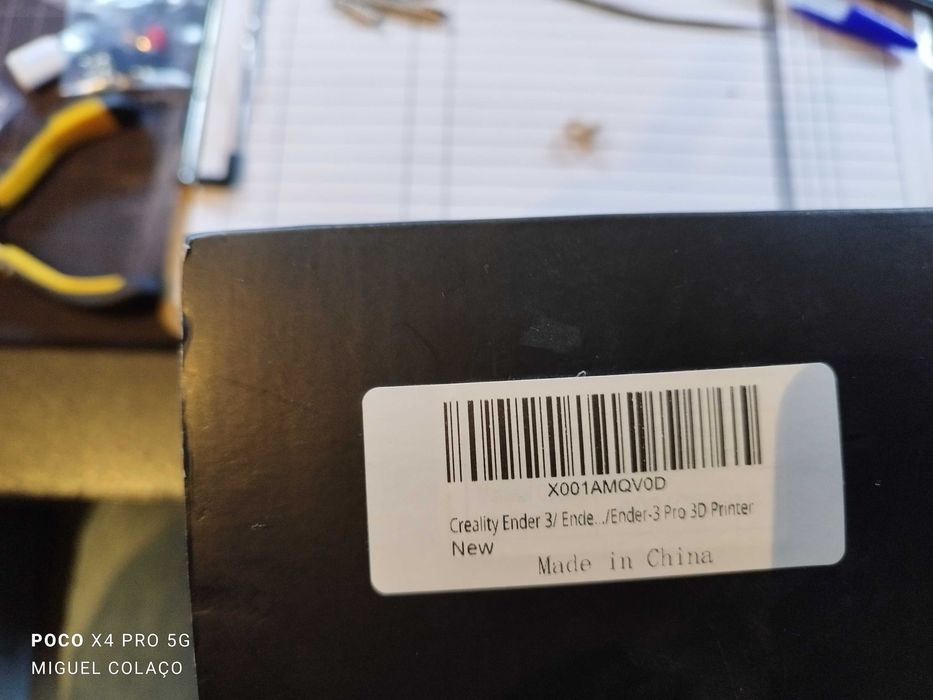 X001AMQV0D
Creality Ender 3/ Ende.../Ender-3 Pro 3D Printer
New
Made in China
POCO X4 PRO 5G
MIGUEL COLAÇO